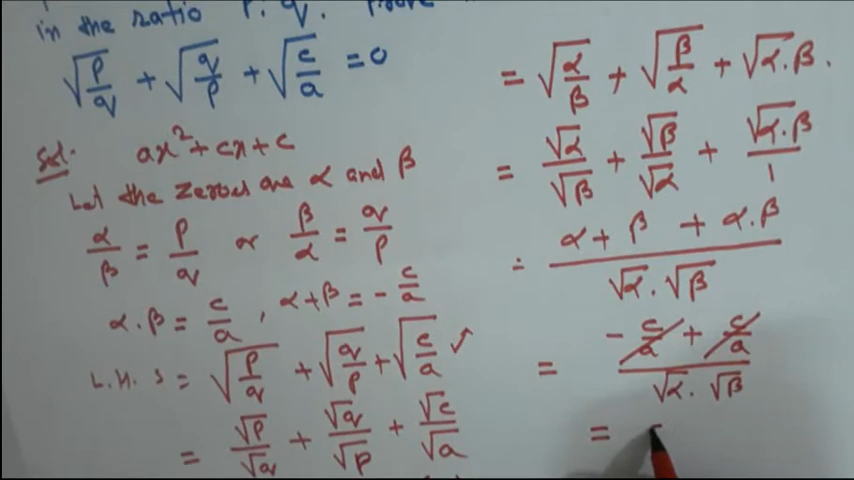 in the ratio P:q. Prove
√(P/q) + √(q/P) + √(c/a) = 0
Sol. ax² + cx + c
Let the zeroes are α and β
α/β = P/q or β/α = q/P
α.β = c/a, α+β = -c/a
L.H.S = √(P/q) + √(q/P) + √(c/a) ✓
= √P/√q + √q/√P + √c/√a
= √(α/β) + √(β/α) + √(α.β).
= √α/√β + √β/√α + √(α.β)/1
= (α + β + α.β)/(√α.√β)
= (-c/a + c/a)/(√α.√β)
=